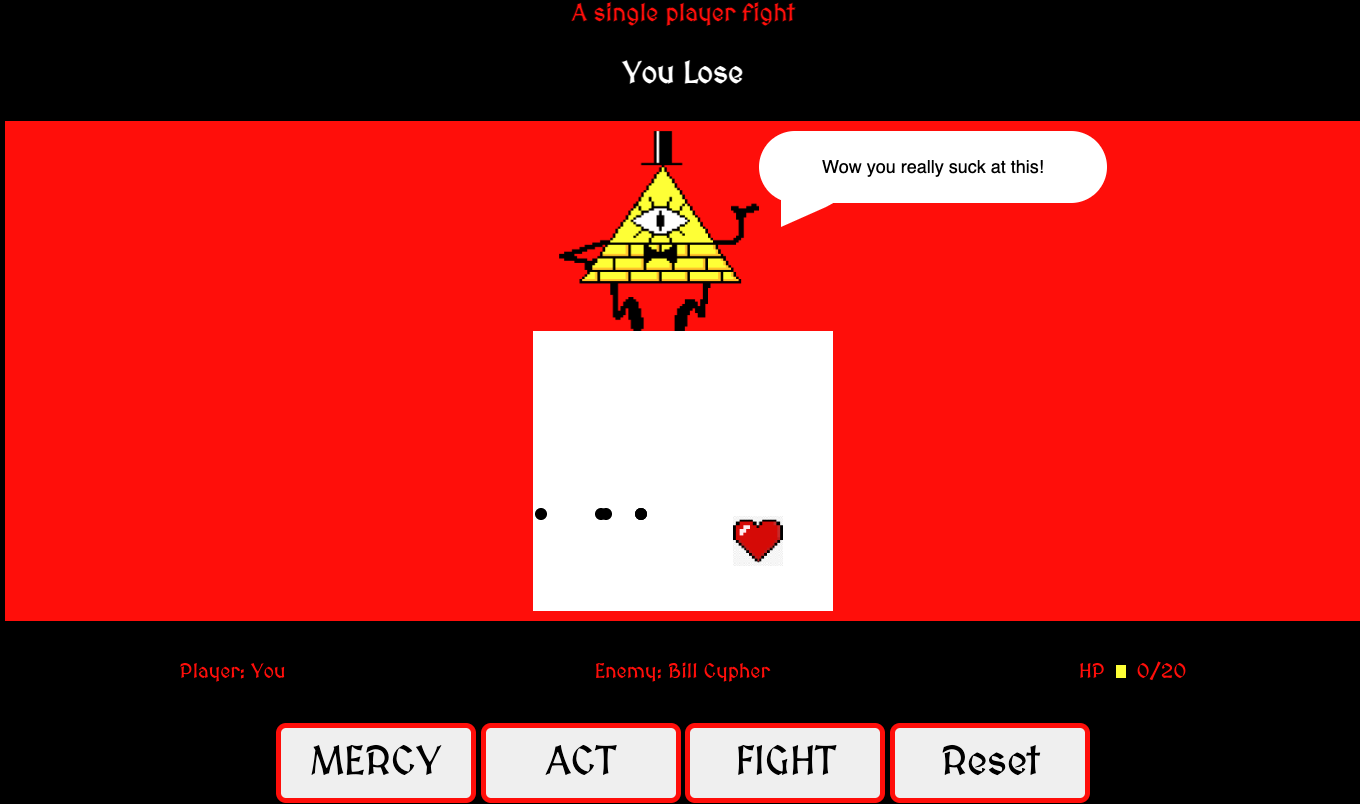 A single player fight
You Lose
Wow you really suck at this!
Player: You
Enemy: Bill Cypher
HP 0/20
MERCY
ACT
FIGHT
Reset